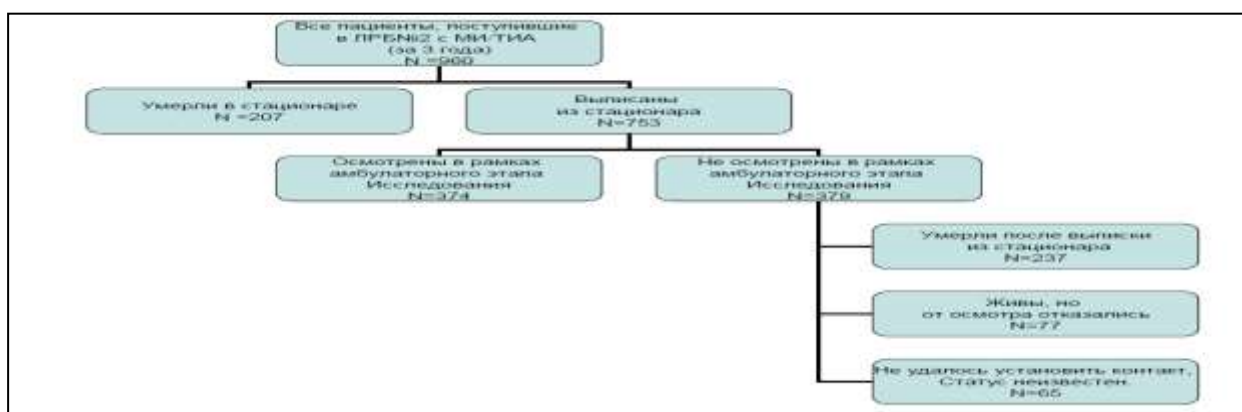 Все пациенты, поступившие
в ЛРБ№2 с МИ/ТИА
(за 3 года)
N =960
Умерли в стационаре
N =207
Выписаны
из стационара
N=753
Осмотрены в рамках
амбулаторного этапа
Исследования
N=374
Не осмотрены в рамках
амбулаторного этапа
Исследования
N=379
Умерли после выписки
из стационара
N=237
Живы, но
от осмотра отказались
N=77
Не удалось установить контакт,
Статус неизвестен.
N=65